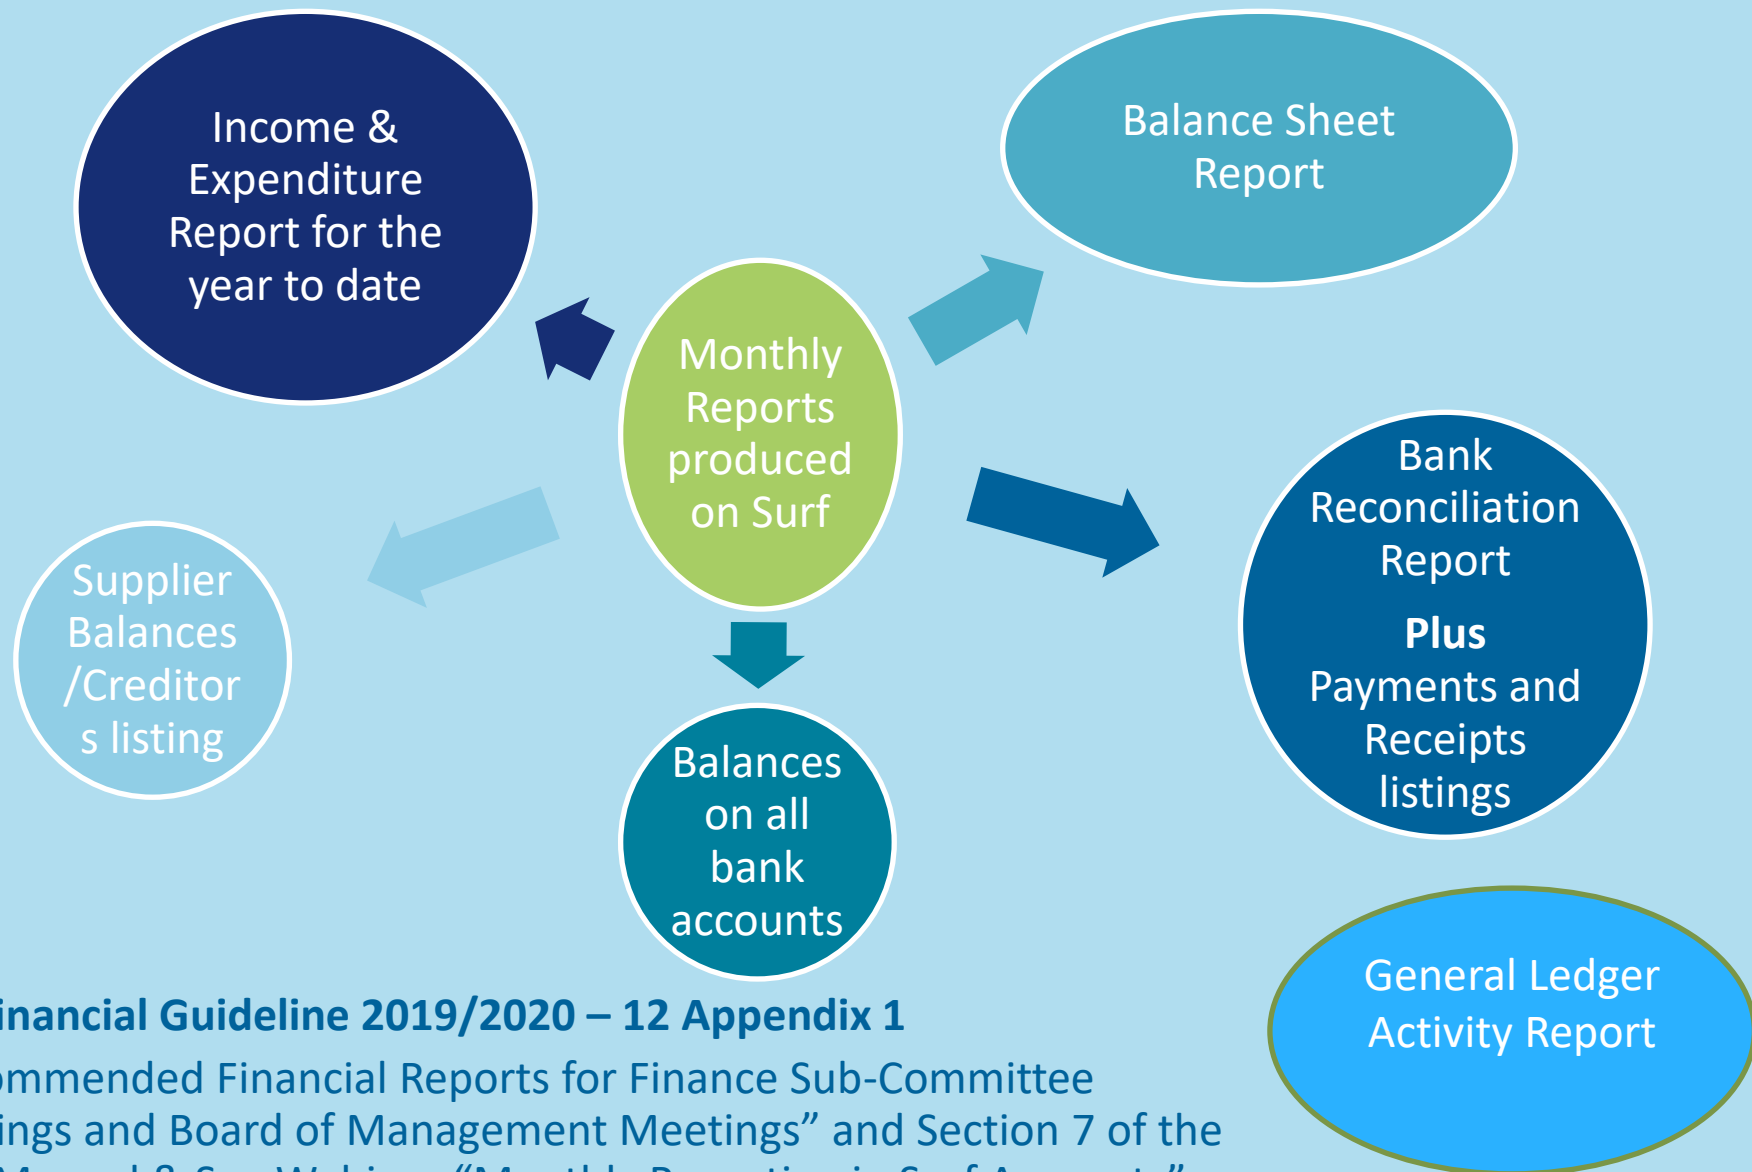 Income &
Expenditure
Report for the
year to date
Balance Sheet
Report
Monthly
Reports
produced
on Surf
Bank
Reconciliation
Report
Plus
Payments and
Receipts
listings
Supplier
Balances
/Creditor
s listing
Balances
on all
bank
accounts
General Ledger
Activity Report
inancial Guideline 2019/2020 – 12 Appendix 1
ommended Financial Reports for Finance Sub-Committee
ings and Board of Management Meetings” and Section 7 of the